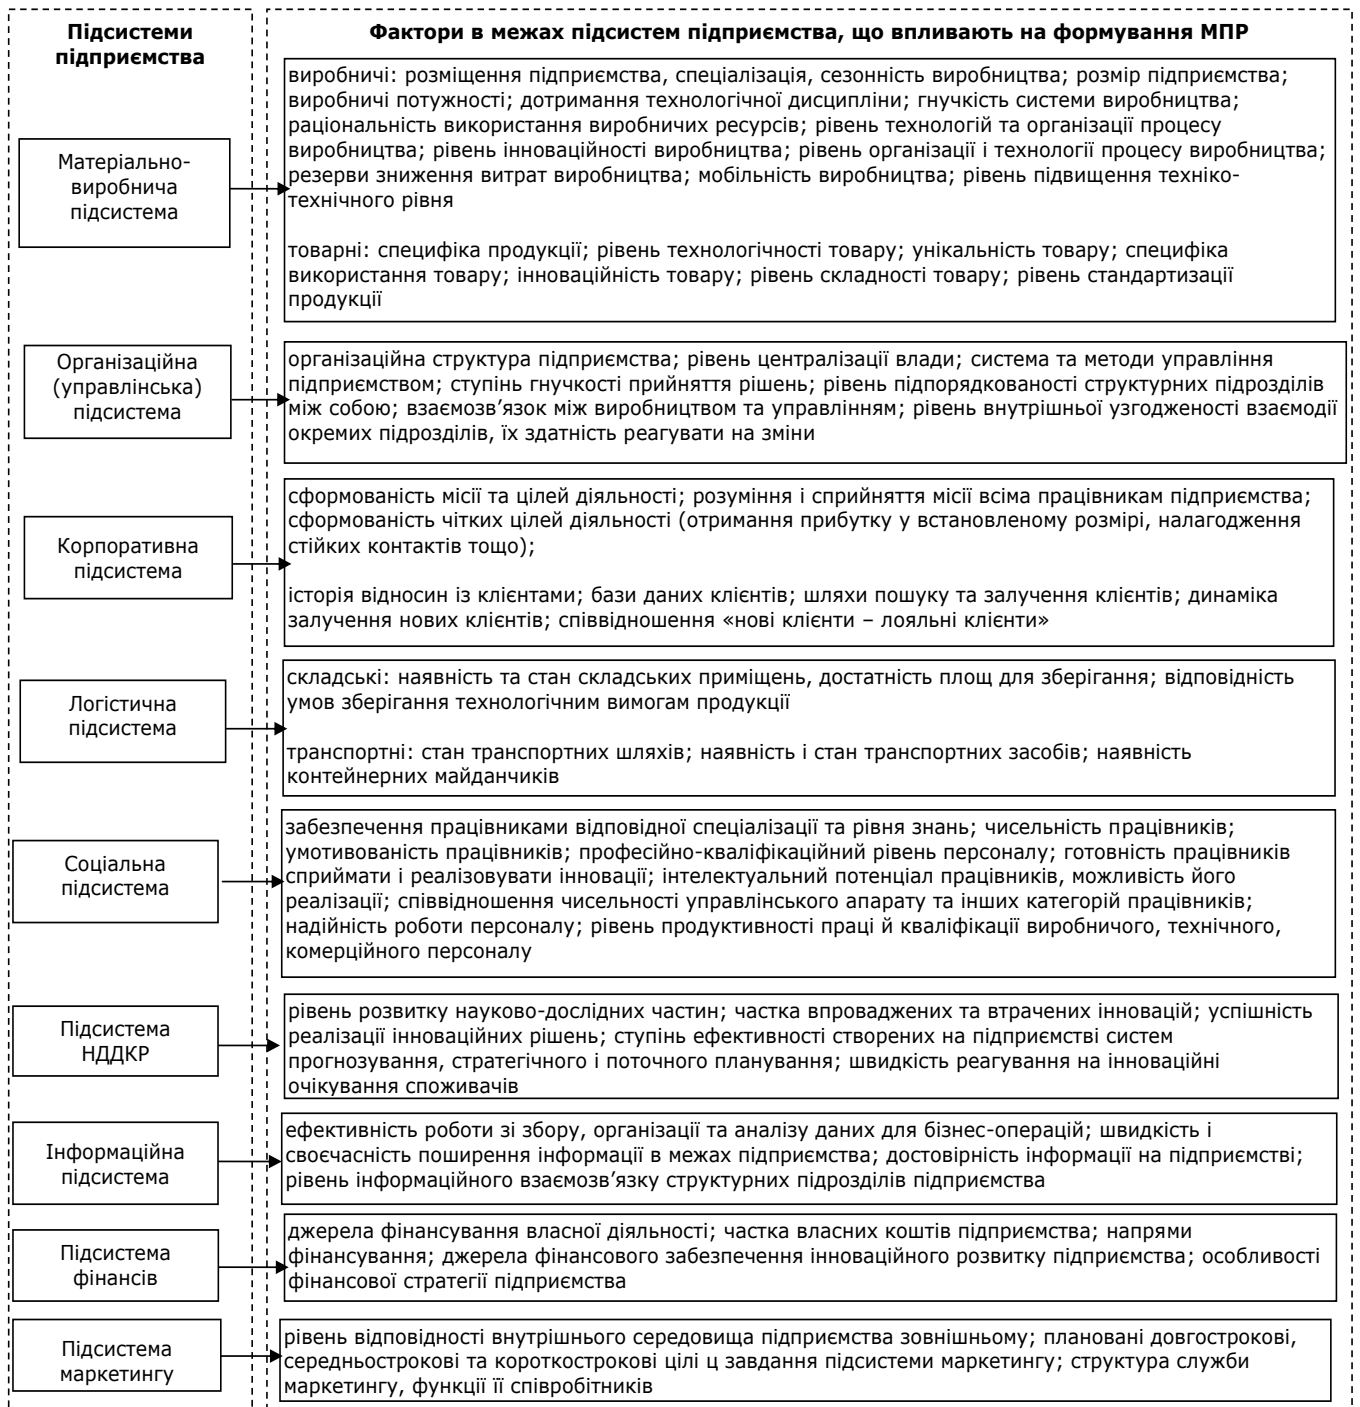 Підсистеми
підприємства
Фактори в межах підсистем підприємства, що впливають на формування МПР
Матеріально-
виробнича
підсистема
виробничі: розміщення підприємства, спеціалізація, сезонність виробництва; розмір підприємства;
виробничі потужності; дотримання технологічної дисципліни; гнучкість системи виробництва;
раціональність використання виробничих ресурсів; рівень технологій та організації процесу
виробництва; рівень інноваційності виробництва; рівень організації і технології процесу виробництва;
резерви зниження витрат виробництва; мобільність виробництва; рівень підвищення техніко-
технічного рівня
товарні: специфіка продукції; рівень технологічності товару; унікальність товару; специфіка
використання товару; інноваційність товару; рівень складності товару; рівень стандартизації
продукції
Організаційна
(управлінська)
підсистема
організаційна структура підприємства; рівень централізації влади; система та методи управління
підприємством; ступінь гнучкості прийняття рішень; рівень підпорядкованості структурних підрозділів
між собою; взаємозв’язок між виробництвом та управлінням; рівень внутрішньої узгодженості взаємодії
окремих підрозділів, їх здатність реагувати на зміни
Корпоративна
підсистема
сформованість місії та цілей діяльності; розуміння і сприйняття місії всіма працівникам підприємства;
сформованість чітких цілей діяльності (отримання прибутку у встановленому розмірі, налагодження
стійких контактів тощо);
історія відносин із клієнтами; бази даних клієнтів; шляхи пошуку та залучення клієнтів; динаміка
залучення нових клієнтів; співвідношення «нові клієнти – лояльні клієнти»
Логістична
підсистема
складські: наявність та стан складських приміщень, достатність площ для зберігання; відповідність
умов зберігання технологічним вимогам продукції
транспортні: стан транспортних шляхів; наявність і стан транспортних засобів; наявність
контейнерних майданчиків
Соціальна
підсистема
забезпечення працівниками відповідної спеціалізації та рівня знань; чисельність працівників;
умотивованість працівників; професійно-кваліфікаційний рівень персоналу; готовність працівників
сприймати і реалізовувати інновації; інтелектуальний потенціал працівників, можливість його
реалізації; співвідношення чисельності управлінського апарату та інших категорій працівників;
надійність роботи персоналу; рівень продуктивності праці й кваліфікації виробничого, технічного,
комерційного персоналу
Підсистема
НДДКР
рівень розвитку науково-дослідних частин; частка впроваджених та втрачених інновацій; успішність
реалізації інноваційних рішень; ступінь ефективності створених на підприємстві систем
прогнозування, стратегічного і поточного планування; швидкість реагування на інноваційні
очікування споживачів
Інформаційна
підсистема
ефективність роботи зі збору, організації та аналізу даних для бізнес-операцій; швидкість і
своєчасність поширення інформації в межах підприємства; достовірність інформації на підприємстві;
рівень інформаційного взаємозв’язку структурних підрозділів підприємства
Підсистема
фінансів
джерела фінансування власної діяльності; частка власних коштів підприємства; напрями
фінансування; джерела фінансового забезпечення інноваційного розвитку підприємства; особливості
фінансової стратегії підприємства
Підсистема
маркетингу
рівень відповідності внутрішнього середовища підприємства зовнішньому; плановані довгострокові,
середньострокові та короткострокові цілі ц завдання підсистеми маркетингу; структура служби
маркетингу, функції її співробітників